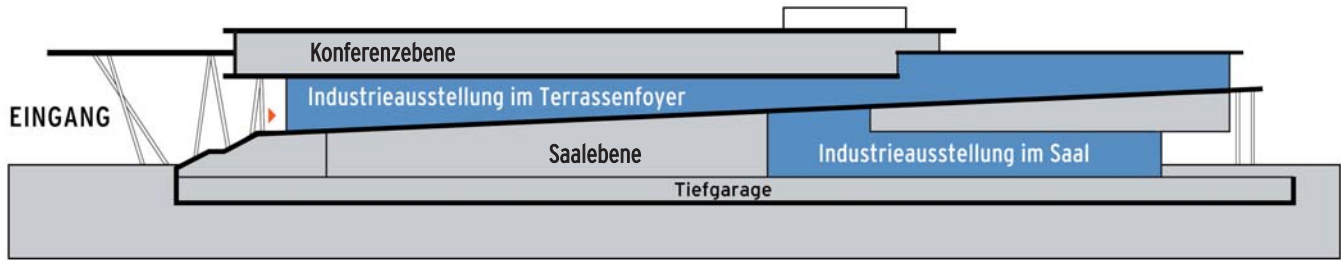 Konferenzebene
Industrieausstellung im Terrassenfoyer
EINGANG
Saalebene
Industrieausstellung im Saal
Tiefgarage